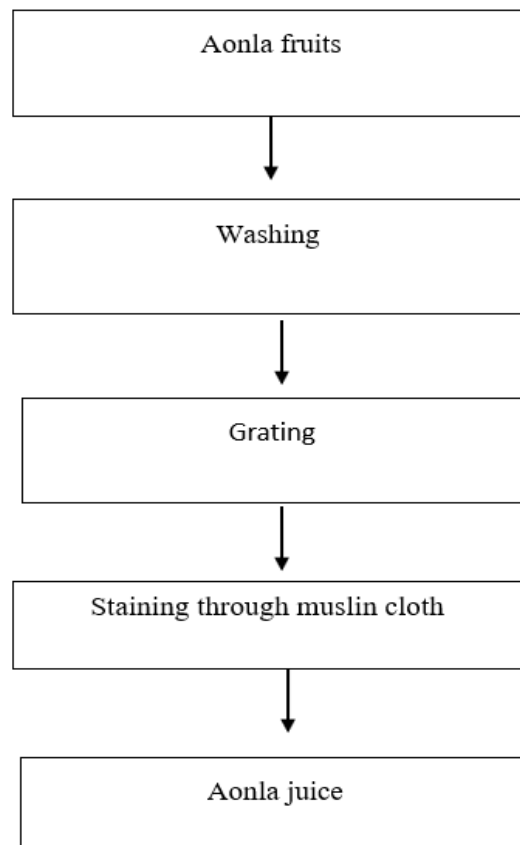 Aonla fruits
Washing
Grating
Staining through muslin cloth
Aonla juice